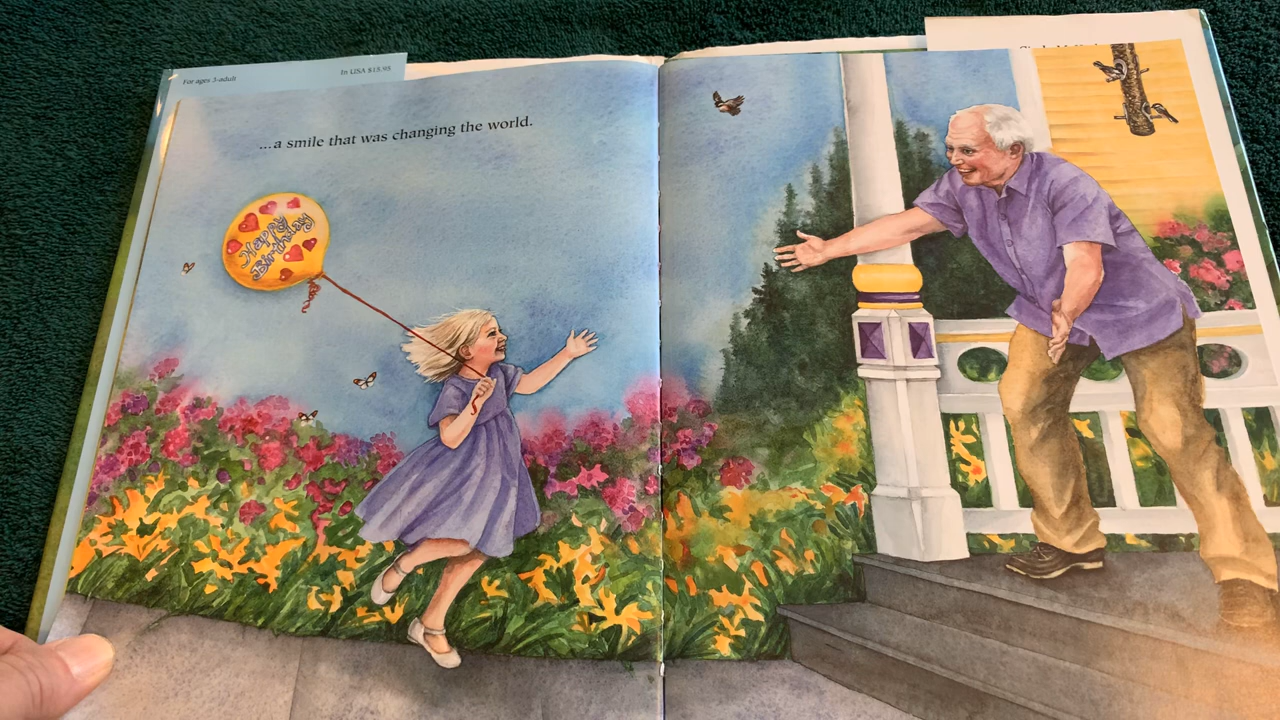 For ages 3-adult
In USA $15.95
...a smile that was changing the world.
Happy
Birthday